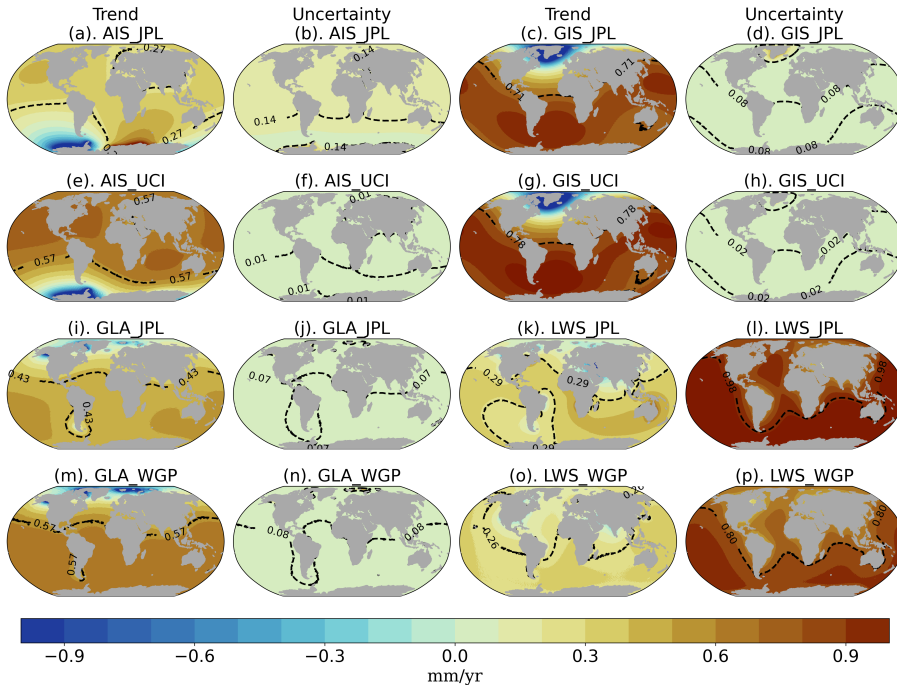 Trend Uncertainty Trend Uncertainty
(a). AIS_JPL (b). AIS_JPL (c). GIS_JPL (d). GIS_JPL
0.27 0.14 0.71 0.08
0.27 0.14 0.71 0.08
0.14 0.08
(e). AIS_UCI (f). AIS_UCI (g). GIS_UCI (h). GIS_UCI
0.57 0.01 0.78 0.02
0.57 0.57 0.01 0.78 0.02
0.01 0.01 0.02
(i). GLA_JPL (j). GLA_JPL (k). LWS_JPL (l). LWS_JPL
0.43 0.43 0.07 0.07 0.29 0.29 0.98 0.98
0.43 0.07 0.29
(m). GLA_WGP (n). GLA_WGP (o). LWS_WGP (p). LWS_WGP
0.57 0.57 0.08 0.08 0.26 0.26 0.80 0.80
0.57
−0.9 −0.6 −0.3 0.0 0.3 0.6 0.9
mm/yr